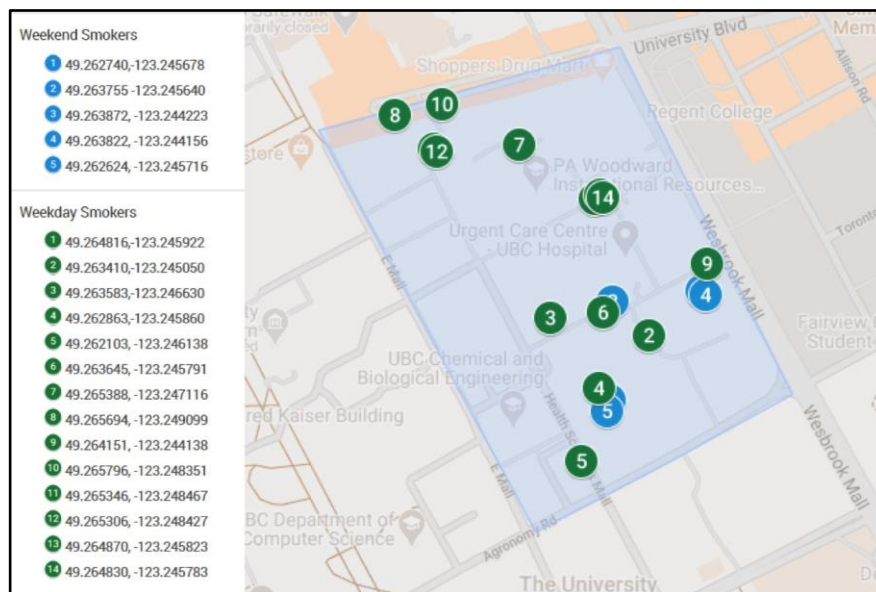 Weekend Smokers
1 49.262740,-123.245678
2 49.263755 -123.245640
3 49.263872, -123.244223
4 49.263822, -123.244156
5 49.262624, -123.245716
Weekday Smokers
1 49.264816,-123.245922
2 49.263410,-123.245050
3 49.263583,-123.246630
4 49.262863,-123.245860
5 49.262103, -123.246138
6 49.263645,-123.245791
7 49.265388,-123.247116
8 49.265694,-123.249099
9 49.264151,-123.244138
10 49.265796,-123.248351
11 49.265346,-123.248467
12 49.265306, -123.248427
13 49.264870, -123.245823
14 49.264830,-123.245783
orarily closed
University Blvd
Shoppers Drug Mart
Allison Rd
Regent College
8
10
12
7
store
PA Woodward
Instructional Resources...
14
Urgent Care Centre
- UBC Hospital
Wesbrook Mall
E Mall
9
4
3
6
2
Fairview C
Student
UBC Chemical and
Biological Engineering
4
5
red Kaiser Building
Wesbrook Mall
E Mall
5
BC Department of
Computer Science
Agronomy Rd
The University